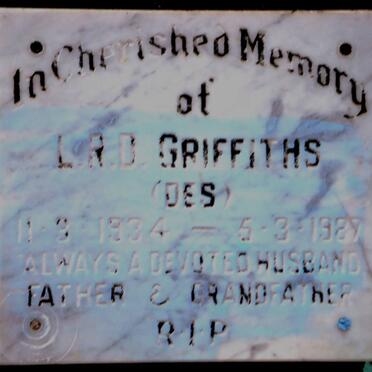 In Cherished Memory
of
L.R.D. GRIFFITHS
(DES)
11-3-1934 — 5-3-1987
ALWAYS A DEVOTED HUSBAND
FATHER & GRANDFATHER
R.I.P